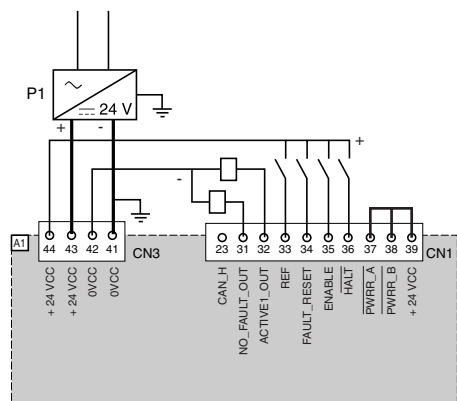 P1
24 V
+ -
+
-
A1
44 43 42 41
CN3
23 31 32 33 34 35 36 37 38 39
CN1
+ 24 VCC
+ 24 VCC
0VCC
0VCC
CAN_H
NO_FAULT_OUT
ACTIVE1_OUT
REF
FAULT_RESET
ENABLE
HALT
PWRR_A
PWRR_B
+ 24 VCC